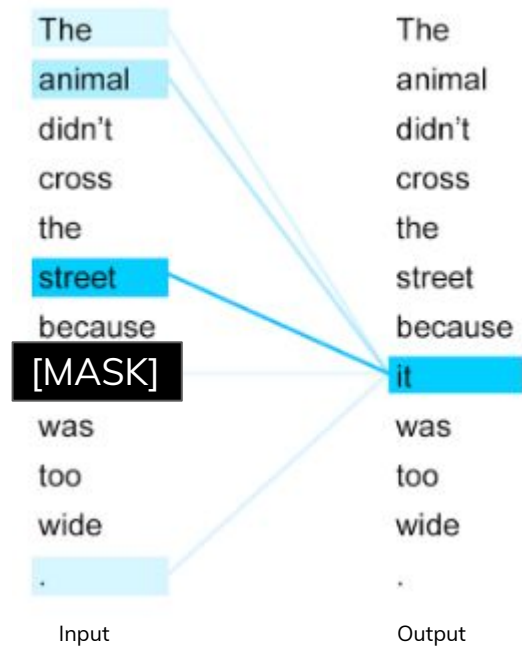 The
animal
didn't
cross
the
street
because
[MASK]
was
too
wide
.
Input
The
animal
didn't
cross
the
street
because
it
was
too
wide
.
Output